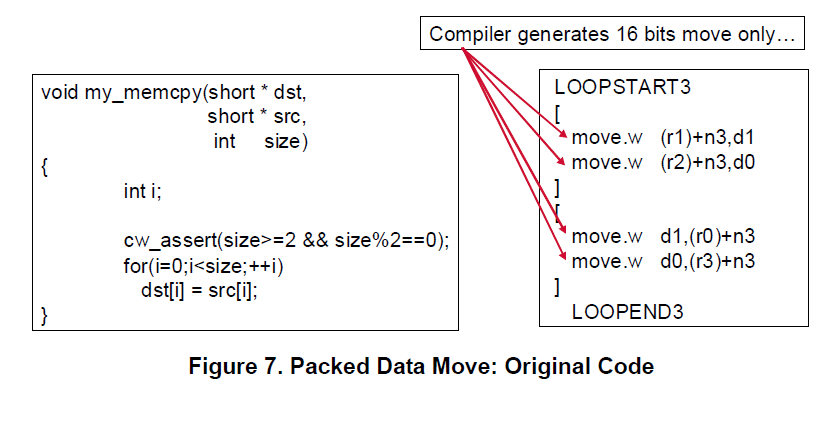 Compiler generates 16 bits move only…
void my_memcpy(short * dst,
short * src,
int size)
{
int i;
cw_assert(size>=2 && size%2==0);
for(i=0;i<size;++i)
dst[i] = src[i];
}
LOOPSTART3
[
move.w (r1)+n3,d1
move.w (r2)+n3,d0
]
[
move.w d1,(r0)+n3
move.w d0,(r3)+n3
]
LOOPEND3
Figure 7. Packed Data Move: Original Code